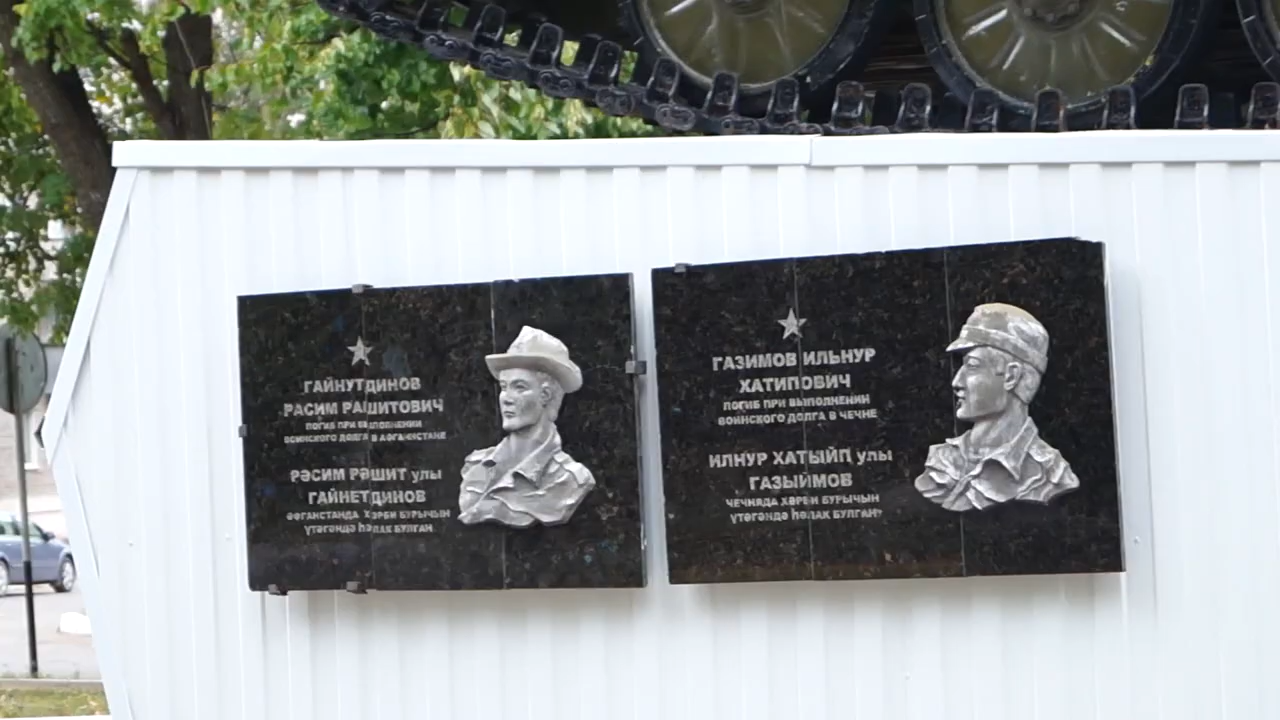 ГАЙНУТДИНОВ
РАСИМ РАШИТОВИЧ
ПОГИБ ПРИ ВЫПОЛНЕНИИ
ВОИНСКОГО ДОЛГА В АФГАНИСТАНЕ
РӘСИМ РӘШИТ улы
ГАЙНЕТДИНОВ
ӘФГАНСТАНДА ХӘРБИ БУРЫЧЫН
ҮТӘГӘНДӘ ҺӘЛАК БУЛГАН
ГАЗИМОВ ИЛЬНУР
ХАТИПОВИЧ
ПОГИБ ПРИ ВЫПОЛНЕНИИ
ВОИНСКОГО ДОЛГА В ЧЕЧНЕ
ИЛНУР ХАТЫЙП улы
ГАЗЫЙМОВ
ЧЕЧНЯДА ХӘРБИ БУРЫЧЫН
ҮТӘГӘНДӘ ҺӘЛАК БУЛГАН